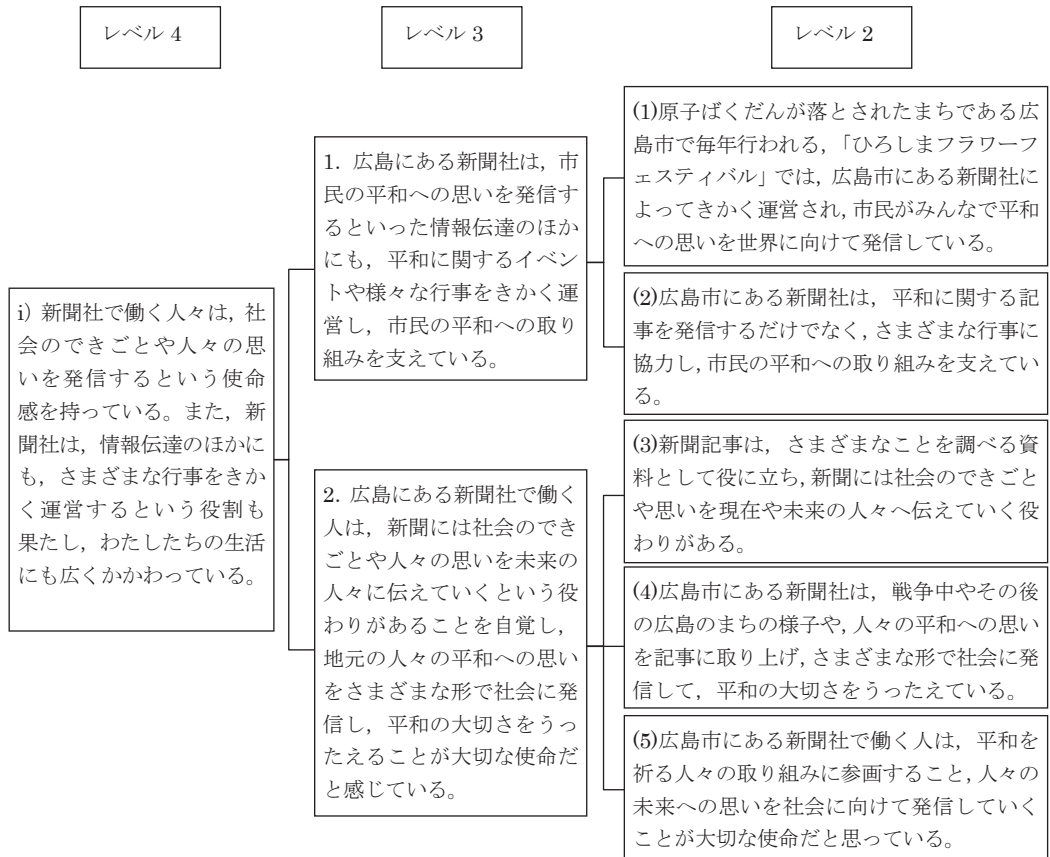 レベル 4
レベル 3
レベル 2
i) 新聞社で働く人々は, 社
会のできごとや人々の思
いを発信するという使命
感を持っている。また, 新
聞社は, 情報伝達のほかに
も, さまざまな行事をきか
く運営するという役割も
果たし, わたしたちの生活
にも広くかかわっている。
1. 広島にある新聞社は, 市
民の平和への思いを発信す
るといった情報伝達のほか
にも, 平和に関するイベン
トや様々な行事をきかく運
営し, 市民の平和への取り
組みを支えている。
2. 広島にある新聞社で働く
人は, 新聞には社会のでき
ごとや人々の思いを未来の
人々に伝えていくという役
わりがあることを自覚し,
地元の人々の平和への思い
をさまざまな形で社会に発
信し, 平和の大切さをうっ
たえることが大切な使命だ
と感じている。
(1)原子ばくだんが落とされたまちである広
島市で毎年行われる, 「ひろしまフラワーフ
ェスティバル」では, 広島市にある新聞社に
よってきかく運営され, 市民がみんなで平和
への思いを世界に向けて発信している。
(2)広島市にある新聞社は, 平和に関する記
事を発信するだけでなく, さまざまな行事に
協力し, 市民の平和への取り組みを支えてい
る。
(3)新聞記事は, さまざまなことを調べる資
料として役に立ち, 新聞には社会のできごと
や思いを現在や未来の人々へ伝えていく役
わりがある。
(4)広島市にある新聞社は, 戦争中やその後
の広島のまちの様子や, 人々の平和への思い
を記事に取り上げ, さまざまな形で社会に発
信して, 平和の大切さをうったえている。
(5)広島市にある新聞社で働く人は, 平和を
祈る人々の取り組みに参画すること, 人々の
未来への思いを社会に向けて発信していく
ことが大切な使命だと思っている。